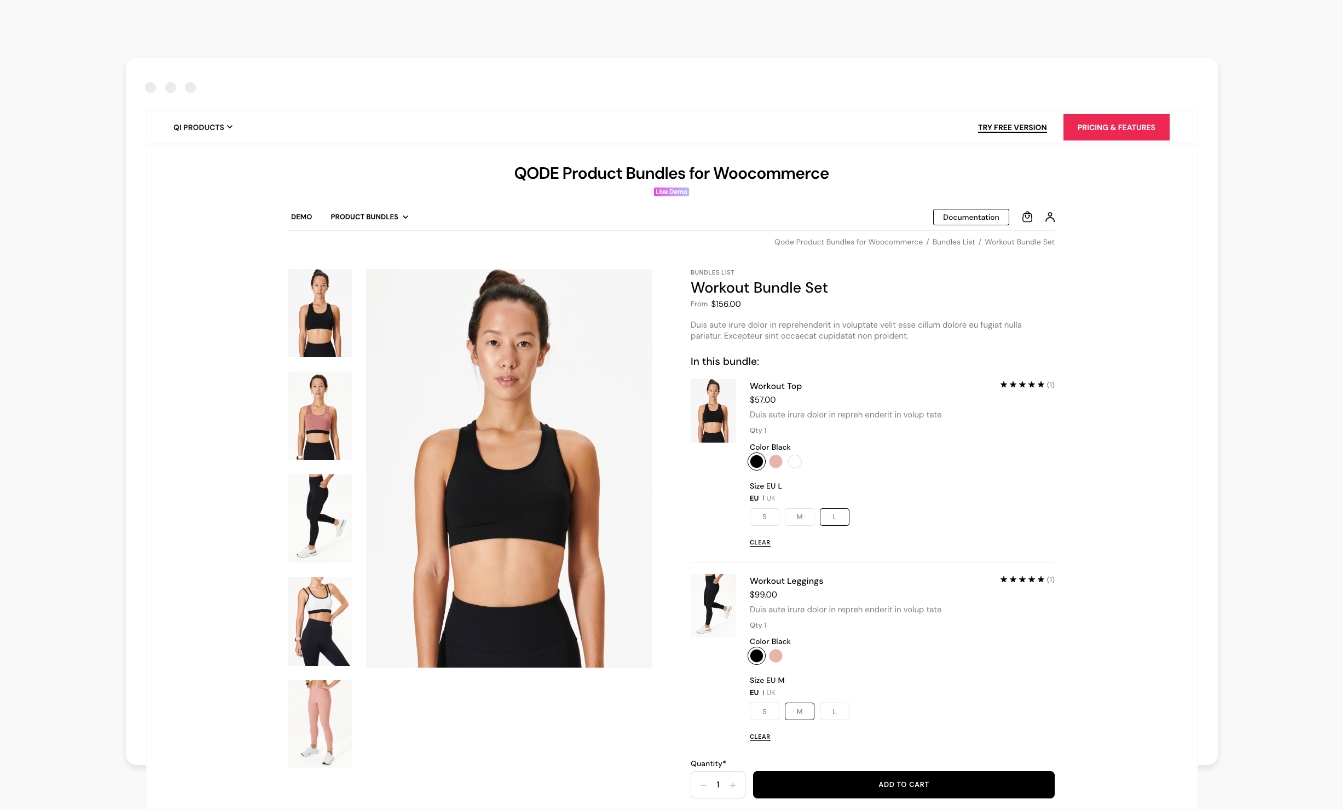 QI PRODUCTS
TRY FREE VERSION
PRICING & FEATURES
QODE Product Bundles for Woocommerce
Live Demo
DEMO
PRODUCT BUNDLES
Documentation
Qode Product Bundles for Woocommerce / Bundles List / Workout Bundle Set
BUNDLES LIST
Workout Bundle Set
From $156.00
Duis aute irure dolor in reprehenderit in voluptate velit esse cillum dolore eu fugiat nulla
pariatur. Excepteur sint occaecat cupidatat non proident.
In this bundle:
Workout Top
(1)
$57.00
Duis aute irure dolor in repreh enderit in volup tate
Qty 1
Color Black
Size EU L
EU | UK
S M L
CLEAR
Workout Leggings
(1)
$99.00
Duis aute irure dolor in repreh enderit in volup tate
Qty 1
Color Black
Size EU M
EU | UK
S M L
CLEAR
Quantity*
− 1 +
ADD TO CART